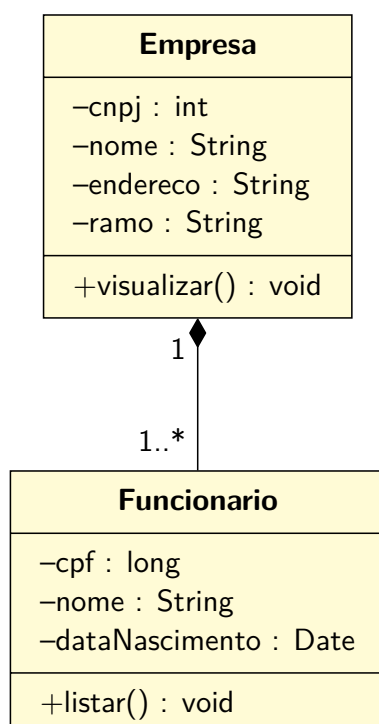 Empresa
–cnpj : int
–nome : String
–endereco : String
–ramo : String
+visualizar() : void
1
1..*
Funcionario
–cpf : long
–nome : String
–dataNascimento : Date
+listar() : void